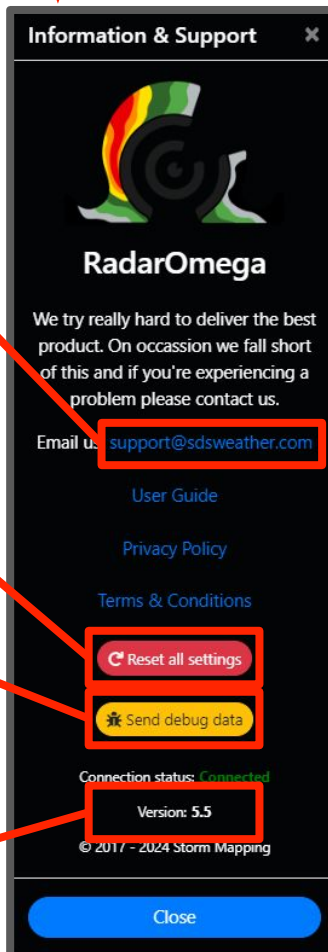 Information & Support ×
RadarOmega
We try really hard to deliver the best
product. On occassion we fall short
of this and if you're experiencing a
problem please contact us.
Email us support@sdsweather.com
User Guide
Privacy Policy
Terms & Conditions
Reset all settings
Send debug data
Connection status: Connected
Version: 5.5
© 2017 - 2024 Storm Mapping
Close